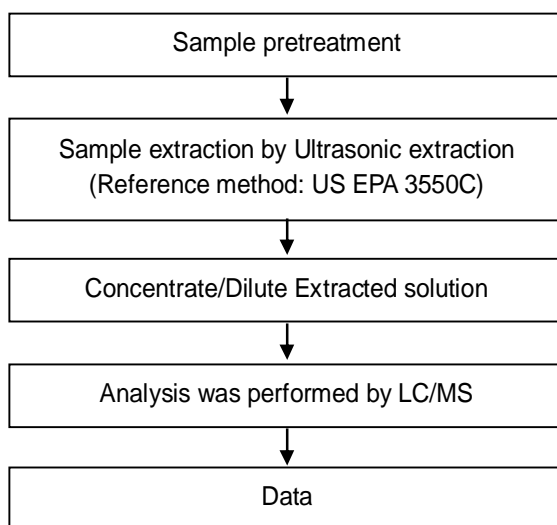 Sample pretreatment
Sample extraction by Ultrasonic extraction
(Reference method: US EPA 3550C)
Concentrate/Dilute Extracted solution
Analysis was performed by LC/MS
Data